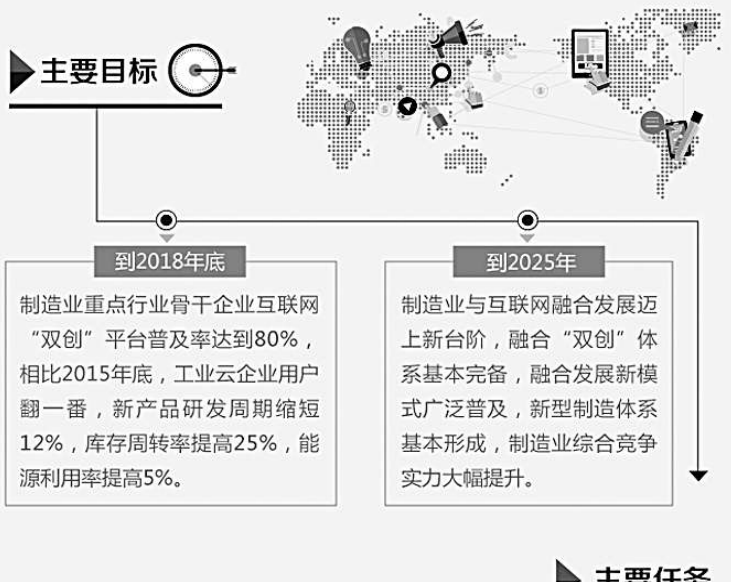 主要目标
到2018年底
制造业重点行业骨干企业互联网
“双创”平台普及率达到80%，
相比2015年底，工业云企业用户
翻一番，新产品研发周期缩短
12%，库存周转率提高25%，能
源利用率提高5%。
到2025年
制造业与互联网融合发展迈
上新台阶，融合“双创”体
系基本完备，融合发展新模
式广泛普及，新型制造体系
基本形成，制造业综合竞争
实力大幅提升。
主要任务